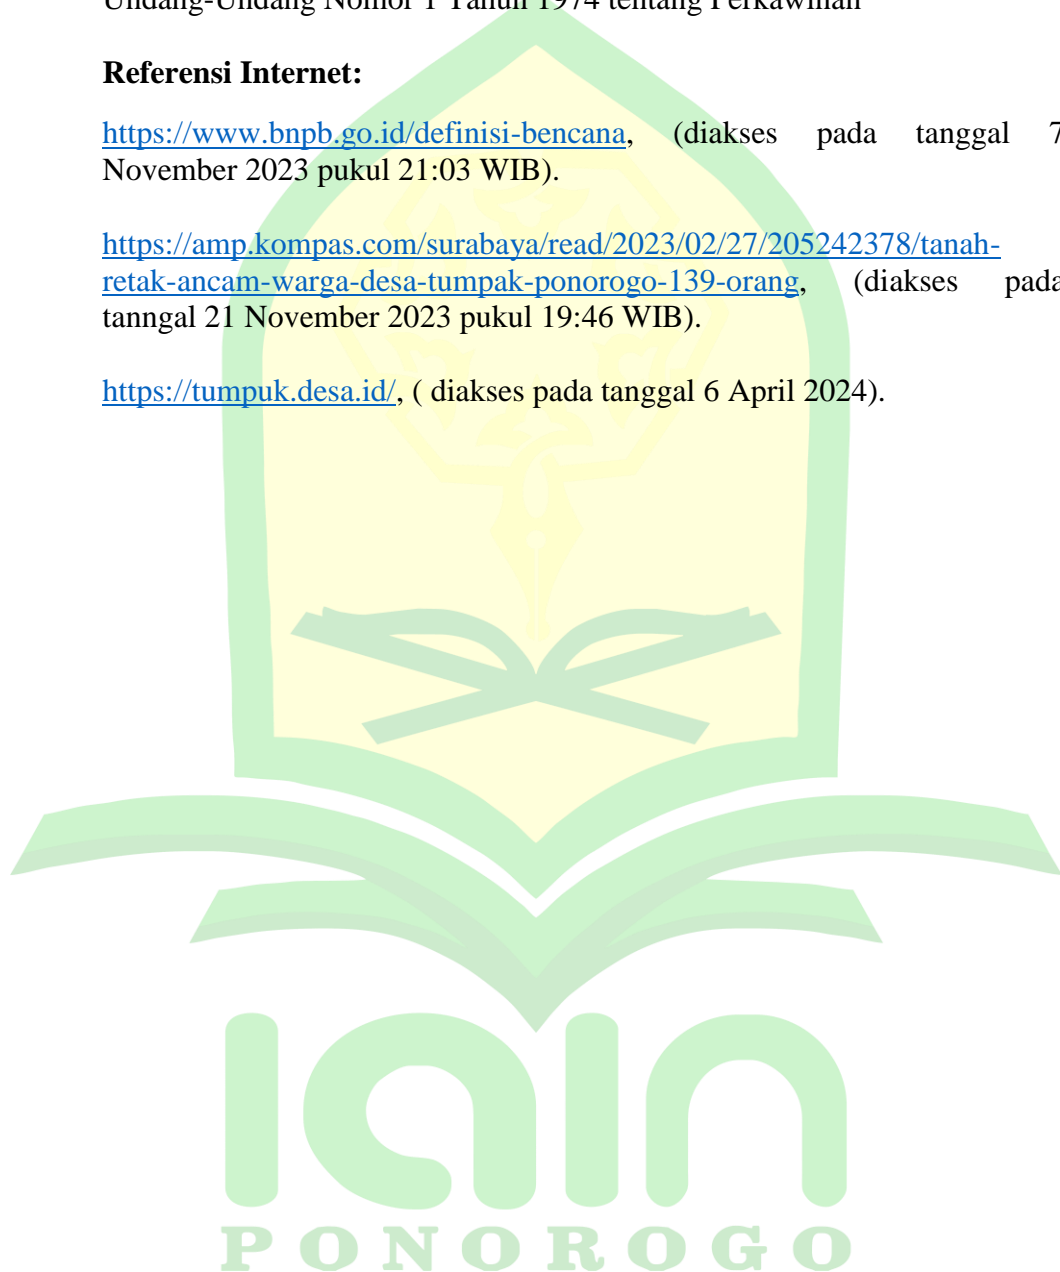 Undang-Undang Nomor 1 Tahun 1974 tentang Perkawinan
Referensi Internet:
https://www.bnpb.go.id/definisi-bencana, (diakses pada tanggal 7
November 2023 pukul 21:03 WIB).
https://amp.kompas.com/surabaya/read/2023/02/27/205242378/tanah-
retak-ancam-warga-desa-tumpak-ponorogo-139-orang, (diakses pada
tanngal 21 November 2023 pukul 19:46 WIB).
https://tumpuk.desa.id/, ( diakses pada tanggal 6 April 2024).
IAIN
PONOROGO